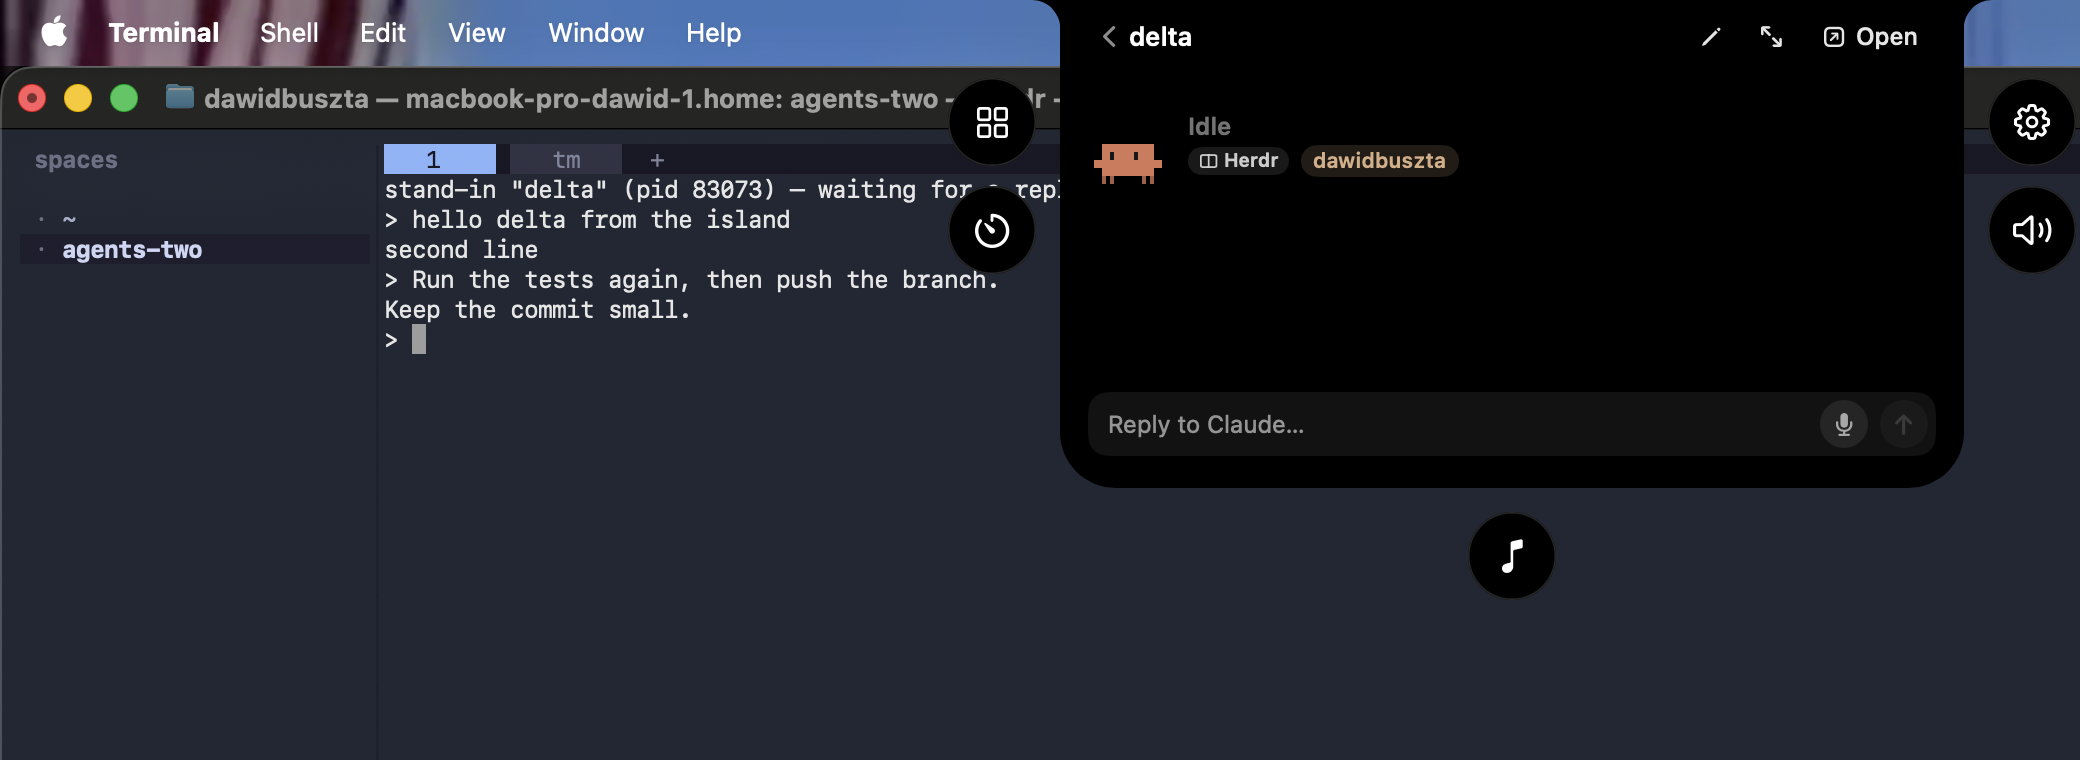 Terminal Shell Edit View Window Help
dawidbuszta — macbook-pro-dawid-1.home: agents-two -
spaces
~
agents-two
1 tm +
stand-in "delta" (pid 83073) — waiting for
> hello delta from the island
second line
> Run the tests again, then push the branch.
Keep the commit small.
>
delta
Open
Idle
Herdr dawidbuszta
Reply to Claude...